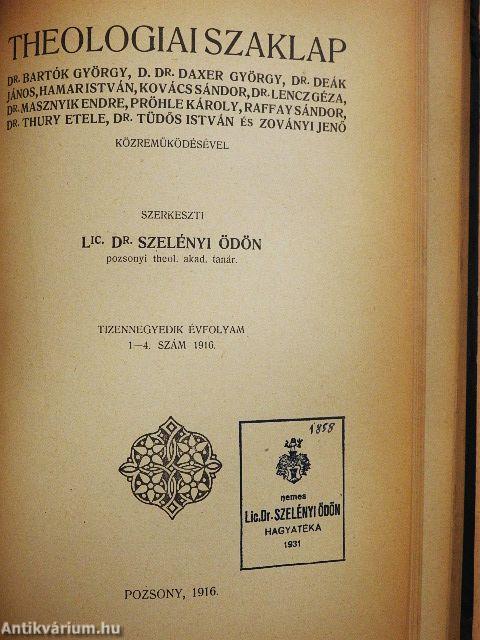 THEOLOGIAI SZAKLAP
DR. BARTÓK GYÖRGY, D. DR. DAXER GYÖRGY, DR. DEÁK
JÁNOS, HAMAR ISTVÁN, KOVÁCS SÁNDOR, DR. LENCZ GÉZA,
DR. MASZNYIK ENDRE, PRÖHLE KÁROLY, RAFFAY SÁNDOR,
DR. THURY ETELE, DR. TÜDŐS ISTVÁN ÉS ZOVÁNYI JENŐ
KÖZREMŰKÖDÉSÉVEL
SZERKESZTI
LIC. DR. SZELÉNYI ÖDÖN
pozsonyi theol. akad. tanár.
TIZENNEGYEDIK ÉVFOLYAM
1—4. SZÁM 1916.
1858
nemes
Lic.Dr. SZELÉNYI ÖDÖN
HAGYATÉKA
1931
POZSONY, 1916.
Antikvárium.hu